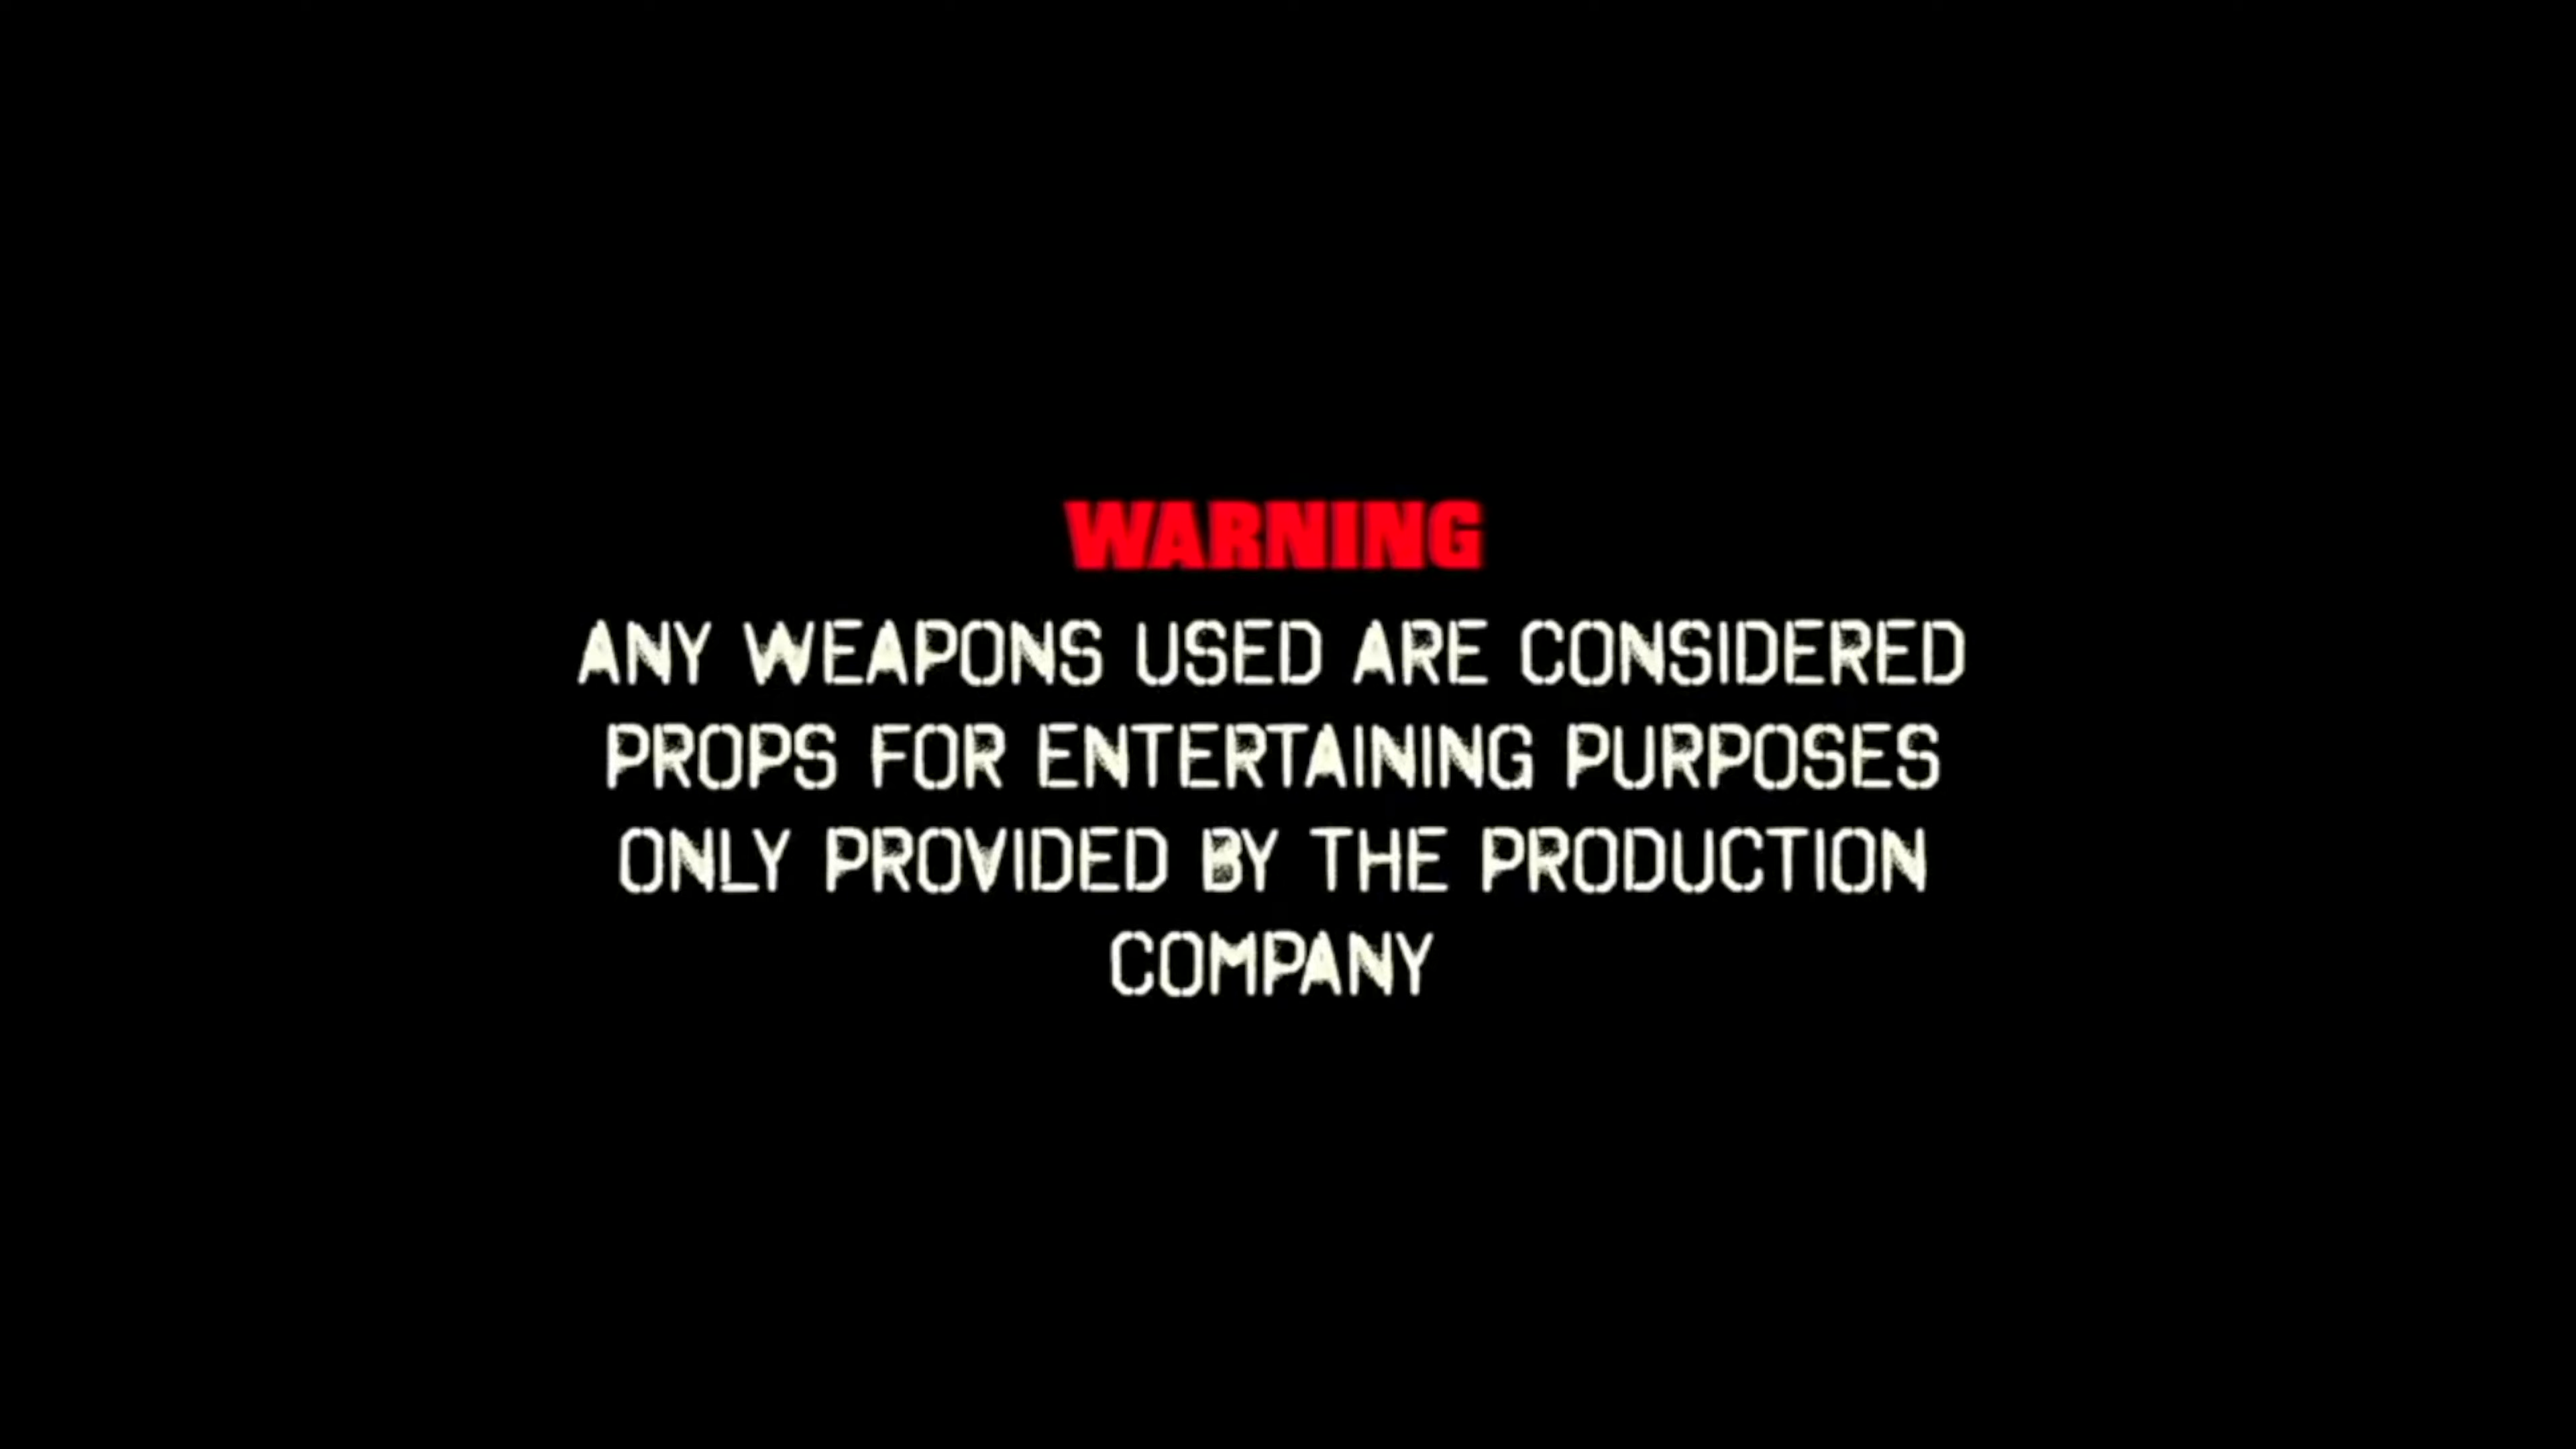 WARNING
ANY WEAPONS USED ARE CONSIDERED
PROPS FOR ENTERTAINING PURPOSES
ONLY PROVIDED BY THE PRODUCTION
COMPANY